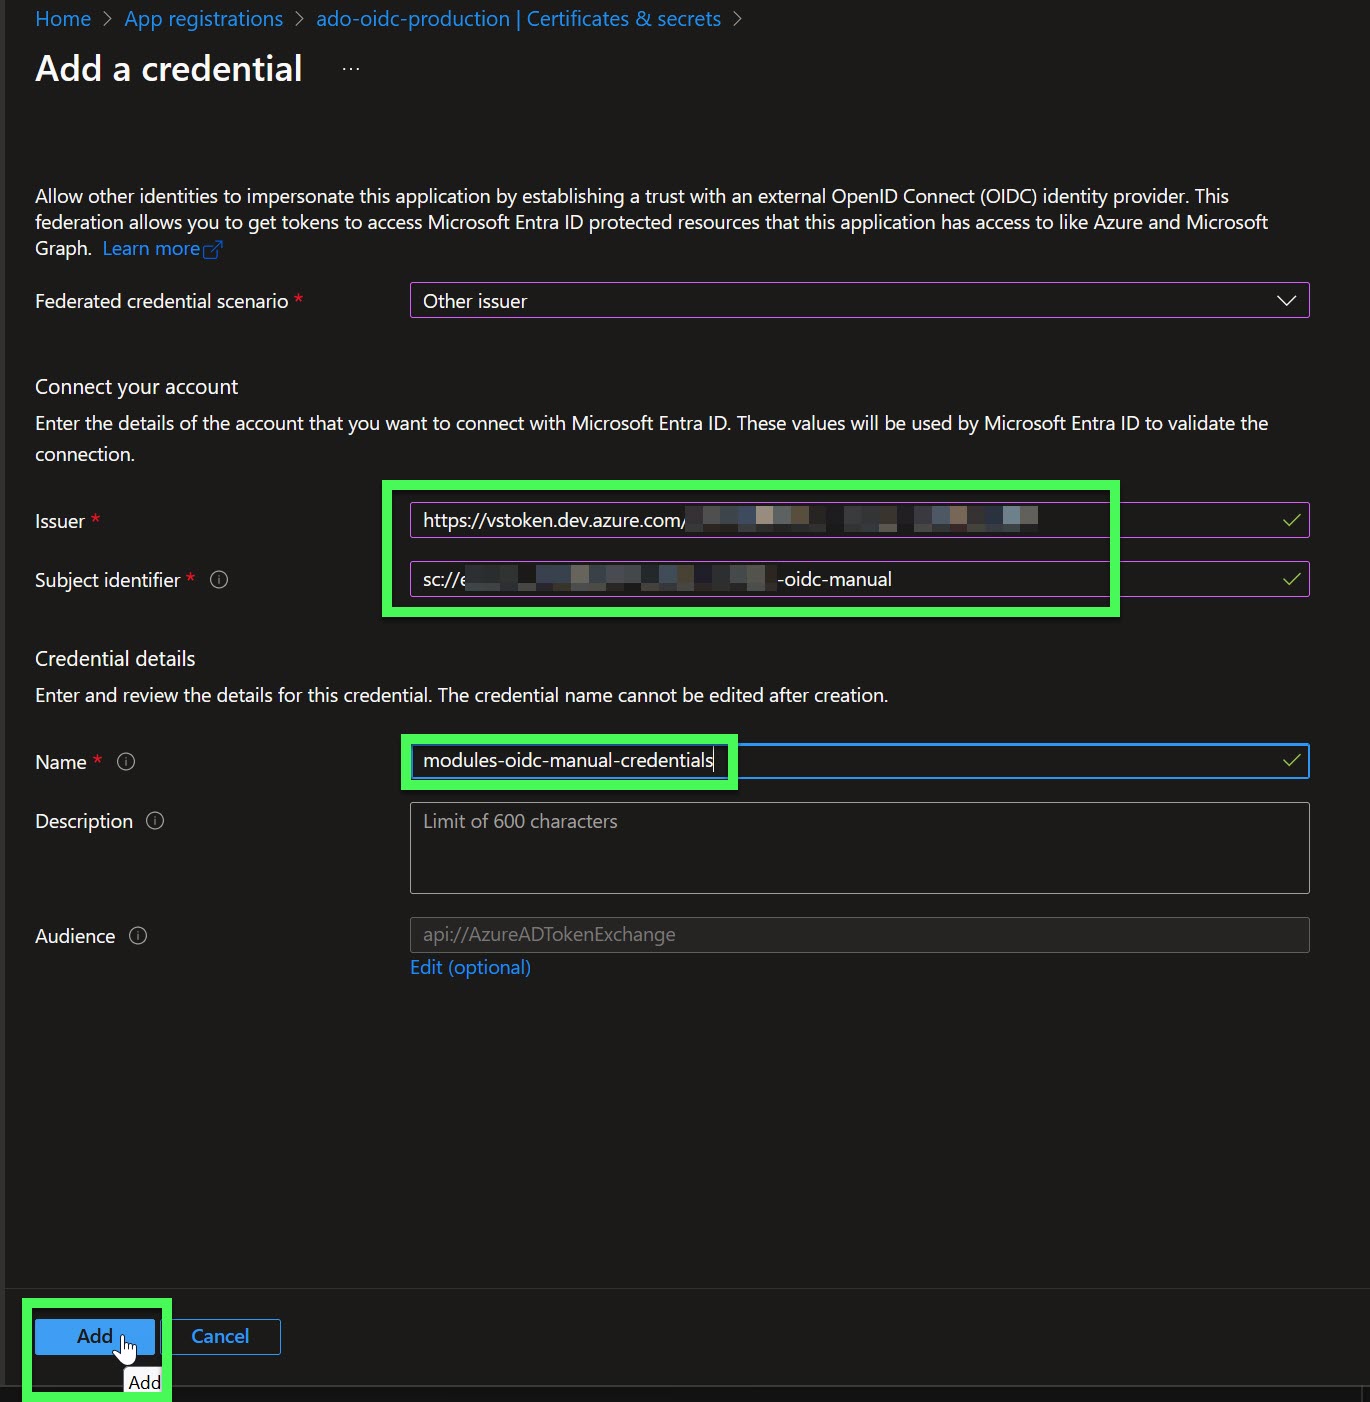 Home > App registrations > ado-oidc-production | Certificates & secrets >
Add a credential ...
Allow other identities to impersonate this application by establishing a trust with an external OpenID Connect (OIDC) identity provider. This
federation allows you to get tokens to access Microsoft Entra ID protected resources that this application has access to like Azure and Microsoft
Graph. Learn more
Federated credential scenario * Other issuer
Connect your account
Enter the details of the account that you want to connect with Microsoft Entra ID. These values will be used by Microsoft Entra ID to validate the
connection.
Issuer * https://vstoken.dev.azure.com/
Subject identifier * sc://e -oidc-manual
Credential details
Enter and review the details for this credential. The credential name cannot be edited after creation.
Name * modules-oidc-manual-credentials
Description Limit of 600 characters
Audience api://AzureADTokenExchange
Edit (optional)
Add Cancel
Add